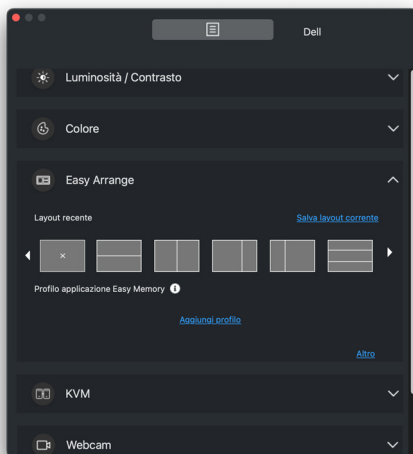 Dell
Luminosità / Contrasto
Colore
Easy Arrange
Layout recente
Salva layout corrente
Profilo applicazione Easy Memory
Aggiungi profilo
Altro
KVM
Webcam